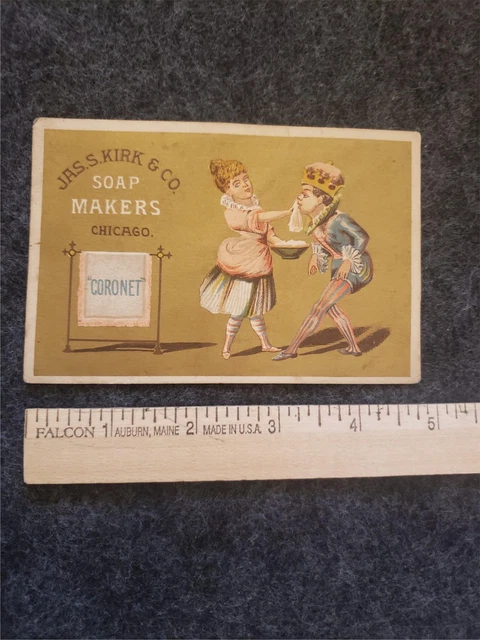 JAS. S. KIRK & CO.
SOAP
MAKERS
CHICAGO.
"CORONET"
FALCON 1 AUBURN, MAINE 2 MADE IN U.S.A. 3 4 5